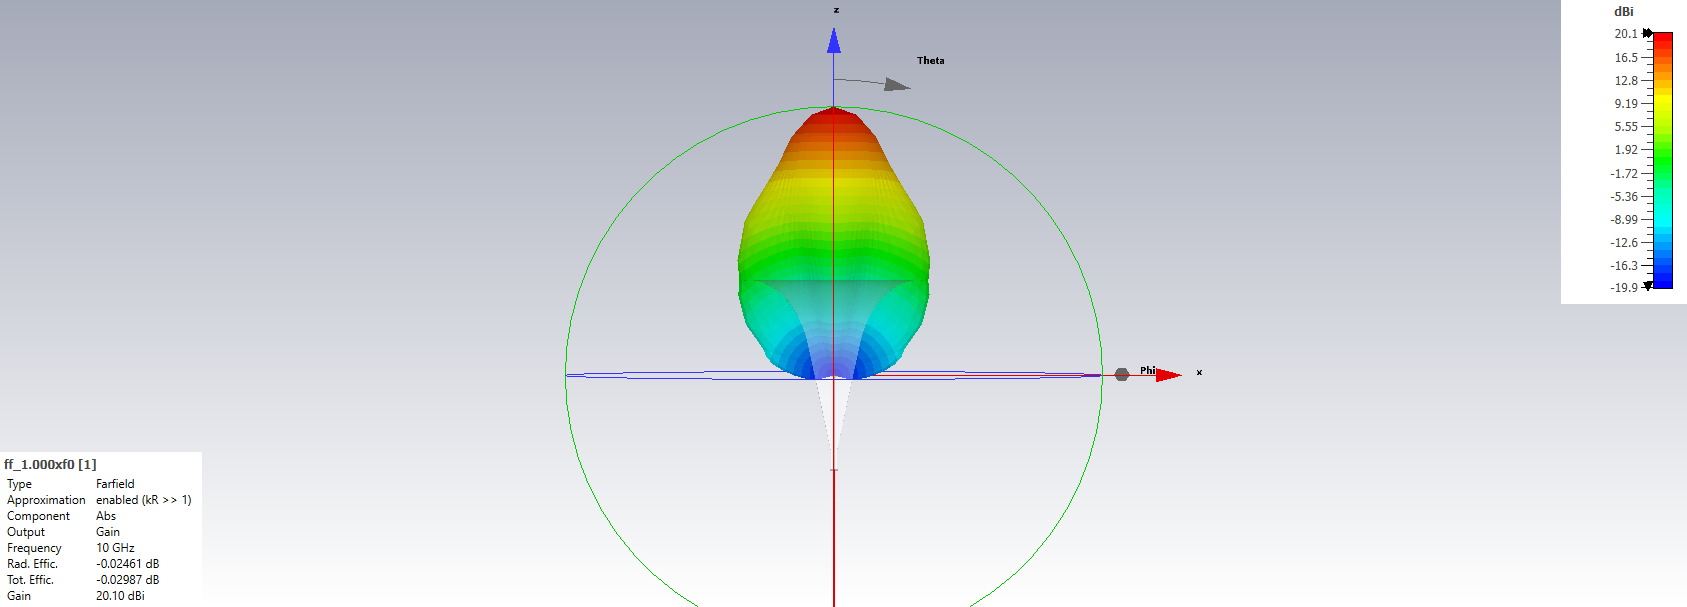 z
Theta
Phi
x
dBi
20.1
16.5
12.8
9.19
5.55
1.92
-1.72
-5.36
-8.99
-12.6
-16.3
-19.9
ff_1.000xf0 [1]
Type Farfield
Approximation enabled (kR >> 1)
Component Abs
Output Gain
Frequency 10 GHz
Rad. Effic. -0.02461 dB
Tot. Effic. -0.02987 dB
Gain 20.10 dBi